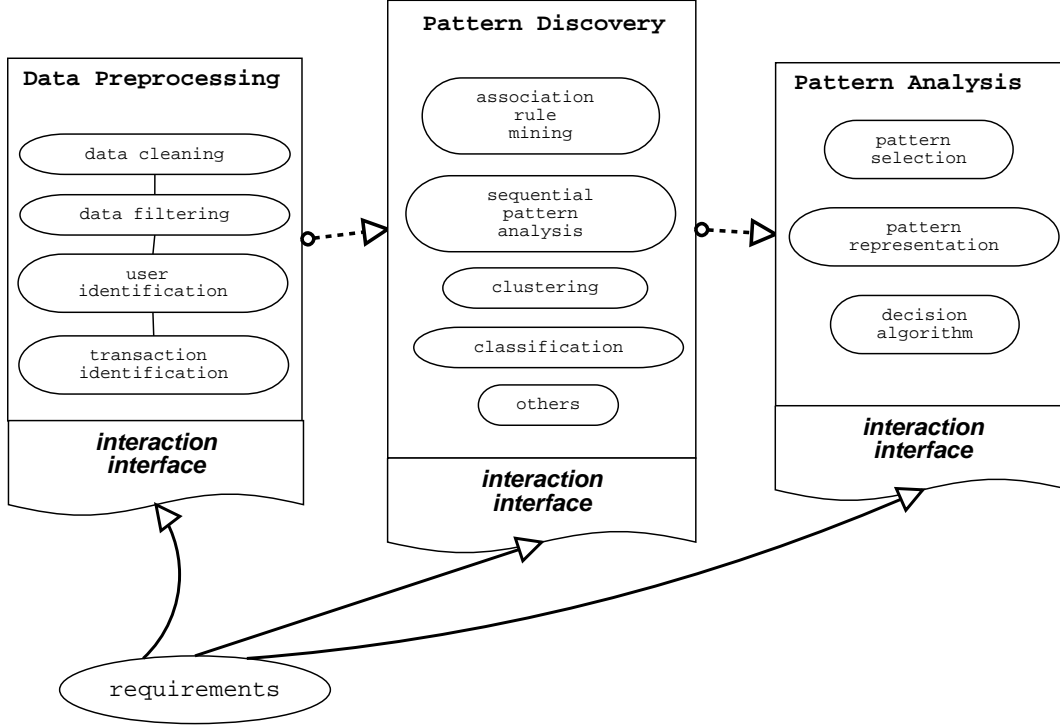 Data Preprocessing
data cleaning
data filtering
user
identification
transaction
identification
interaction
interface
Pattern Discovery
association
rule
mining
sequential
pattern
analysis
clustering
classification
others
interaction
interface
Pattern Analysis
pattern
selection
pattern
representation
decision
algorithm
interaction
interface
requirements